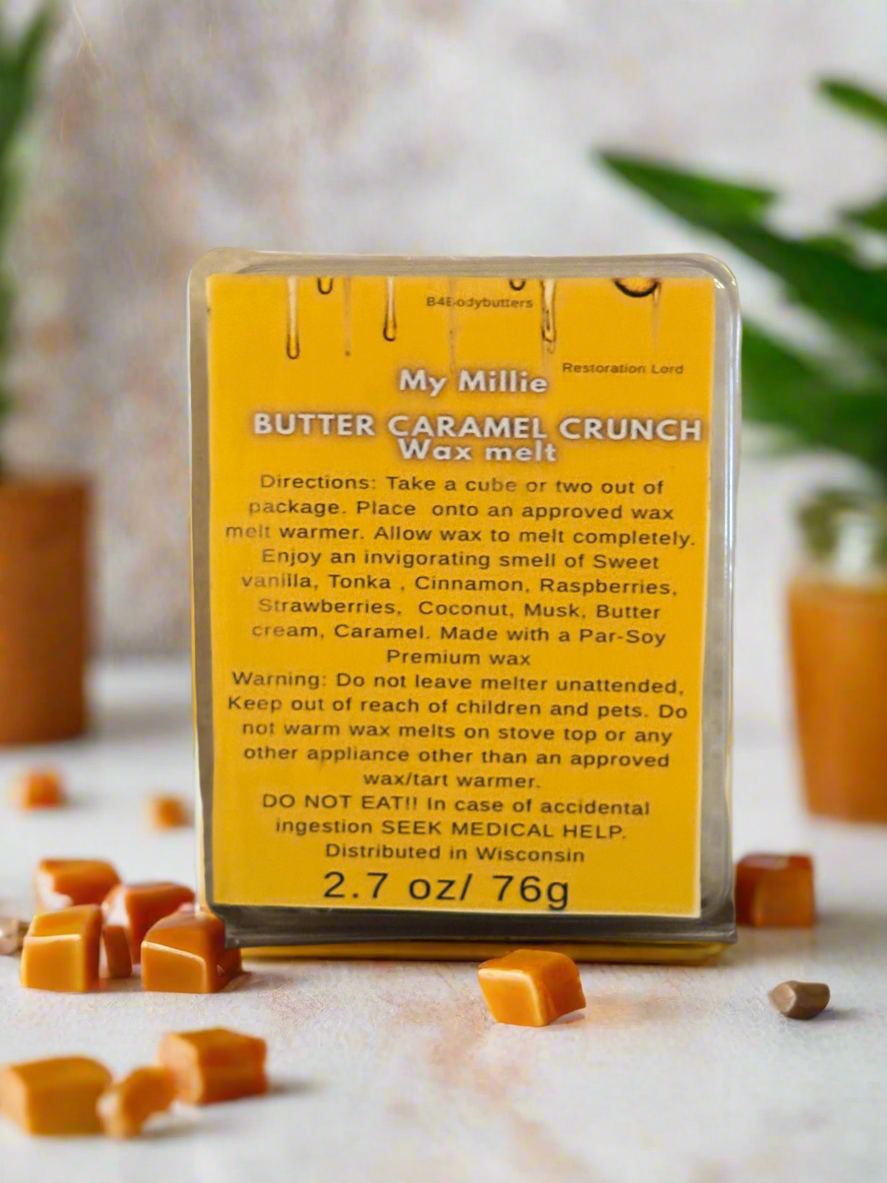 B4Bodybutters
Restoration Lord
My Millie
BUTTER CARAMEL CRUNCH
Wax melt
Directions: Take a cube or two out of
package. Place onto an approved wax
melt warmer. Allow wax to melt completely.
Enjoy an invigorating smell of Sweet
vanilla, Tonka , Cinnamon, Raspberries,
Strawberries, Coconut, Musk, Butter
cream, Caramel. Made with a Par-Soy
Premium wax
Warning: Do not leave melter unattended,
Keep out of reach of children and pets. Do
not warm wax melts on stove top or any
other appliance other than an approved
wax/tart warmer.
DO NOT EAT!! In case of accidental
ingestion SEEK MEDICAL HELP.
Distributed in Wisconsin
2.7 oz/ 76g